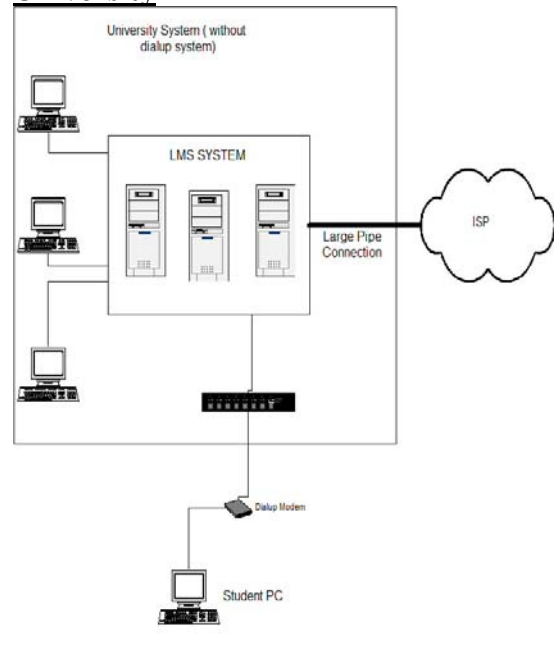 University System ( without
dialup system)
LMS SYSTEM
ISP
Large Pipe
Connection
Dialup Modem
Student PC